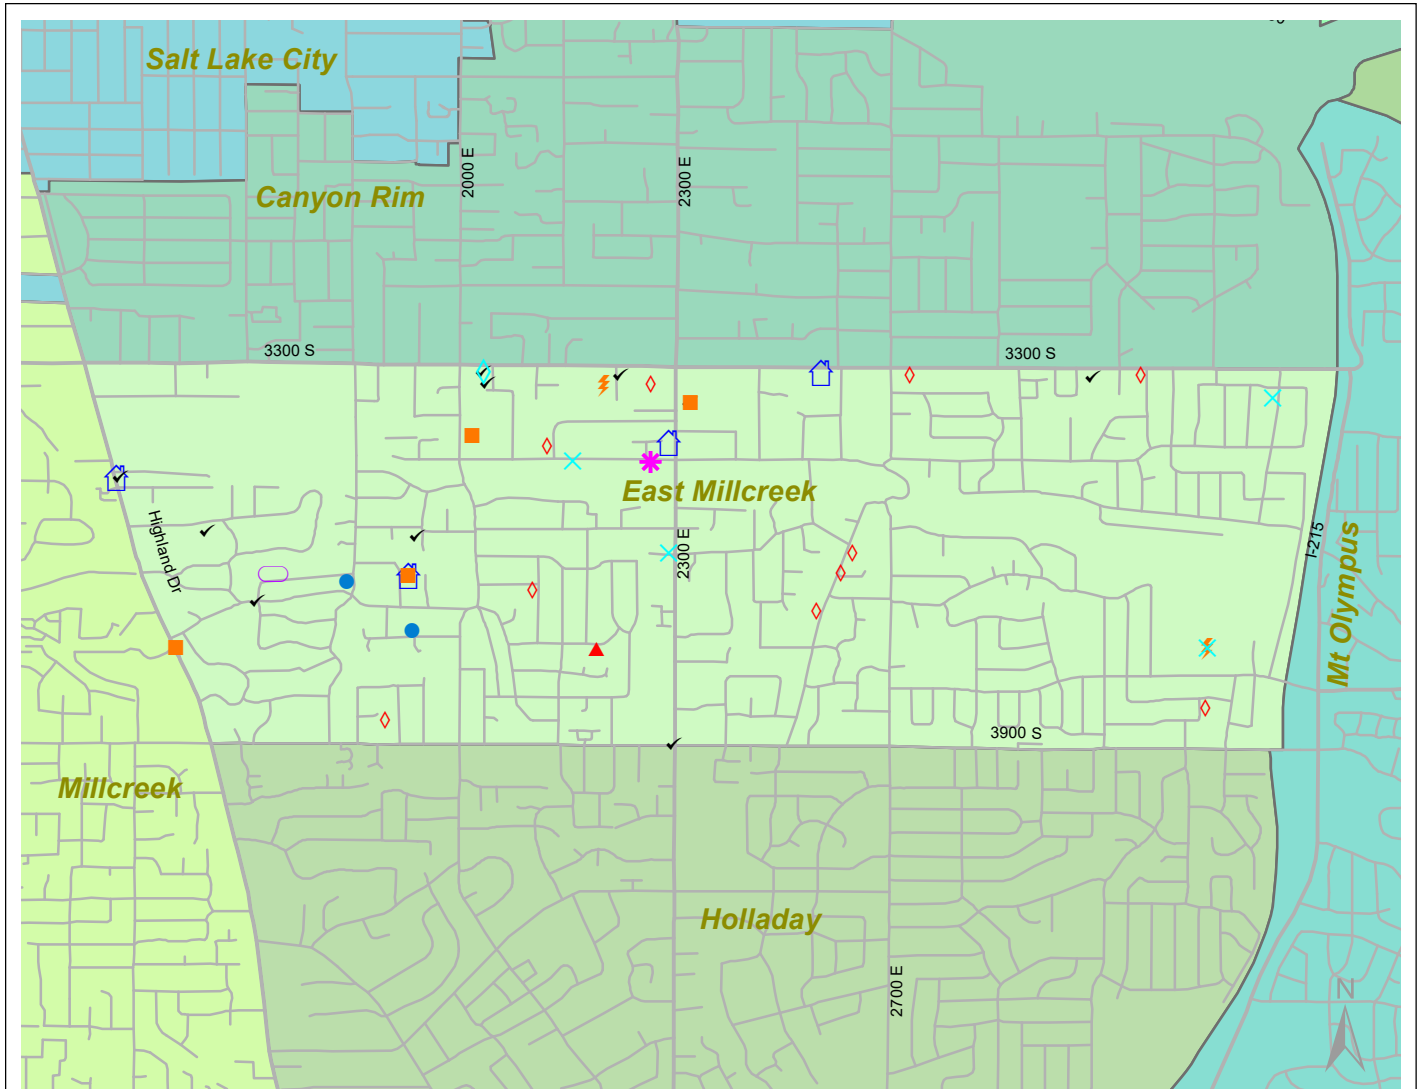 Salt Lake City
2000 E
2300 E
Canyon Rim
3300 S
3300 S
East Millcreek
Highland Dr
2300 E
I-215
Mt Olympus
3900 S
Millcreek
Holladay
2700 E
N